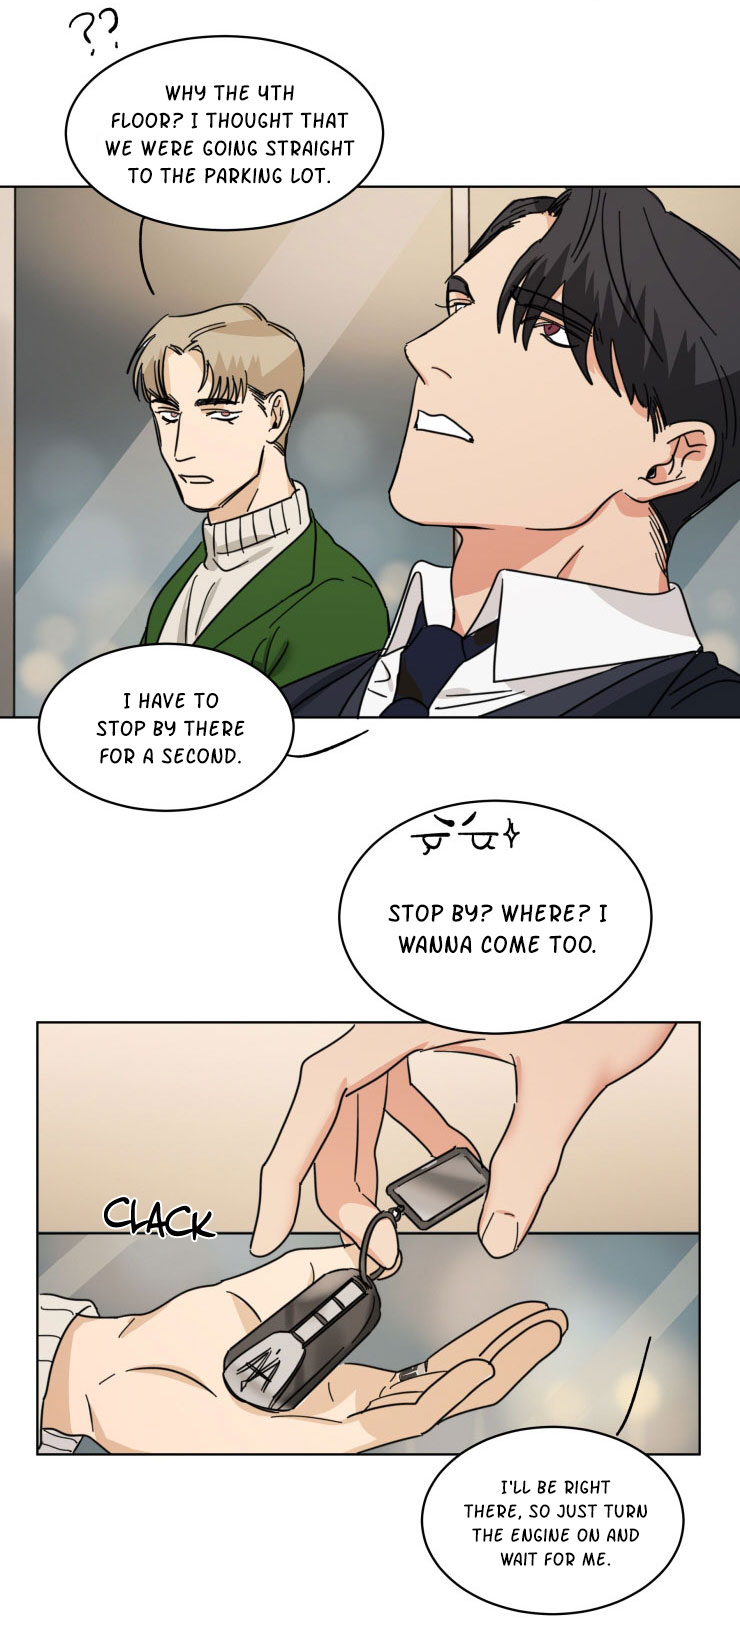 ??
WHY THE 4TH
FLOOR? I THOUGHT THAT
WE WERE GOING STRAIGHT
TO THE PARKING LOT.
I HAVE TO
STOP BY THERE
FOR A SECOND.
STOP BY? WHERE? I
WANNA COME TOO.
CLACK
I'LL BE RIGHT
THERE, SO JUST TURN
THE ENGINE ON AND
WAIT FOR ME.